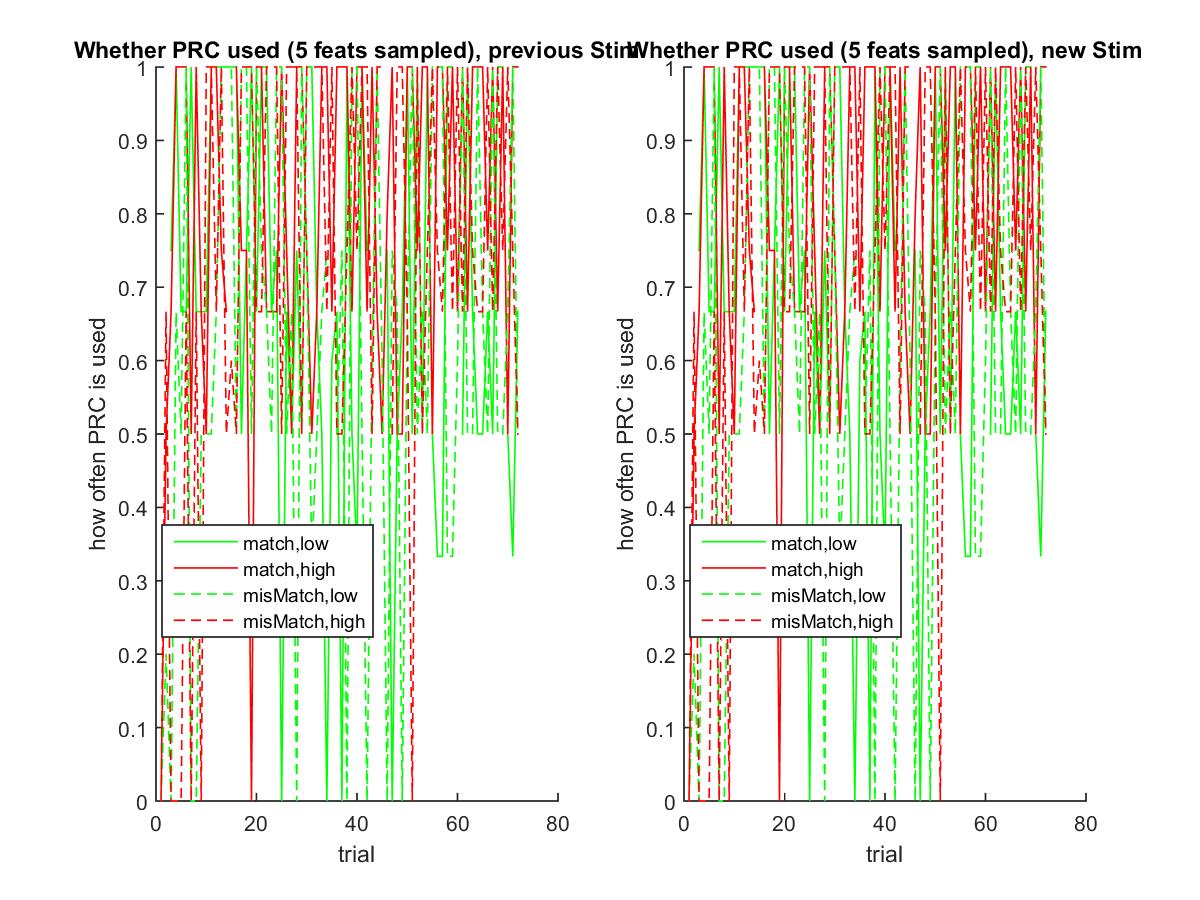 Whether PRC used (5 feats sampled), previous Stim
1
0.9
0.8
0.7
0.6
0.5
0.4
0.3
0.2
0.1
0
how often PRC is used
match,low
match,high
misMatch,low
misMatch,high
0 20 40 60 80
trial
Whether PRC used (5 feats sampled), new Stim
1
0.9
0.8
0.7
0.6
0.5
0.4
0.3
0.2
0.1
0
how often PRC is used
match,low
match,high
misMatch,low
misMatch,high
0 20 40 60 80
trial